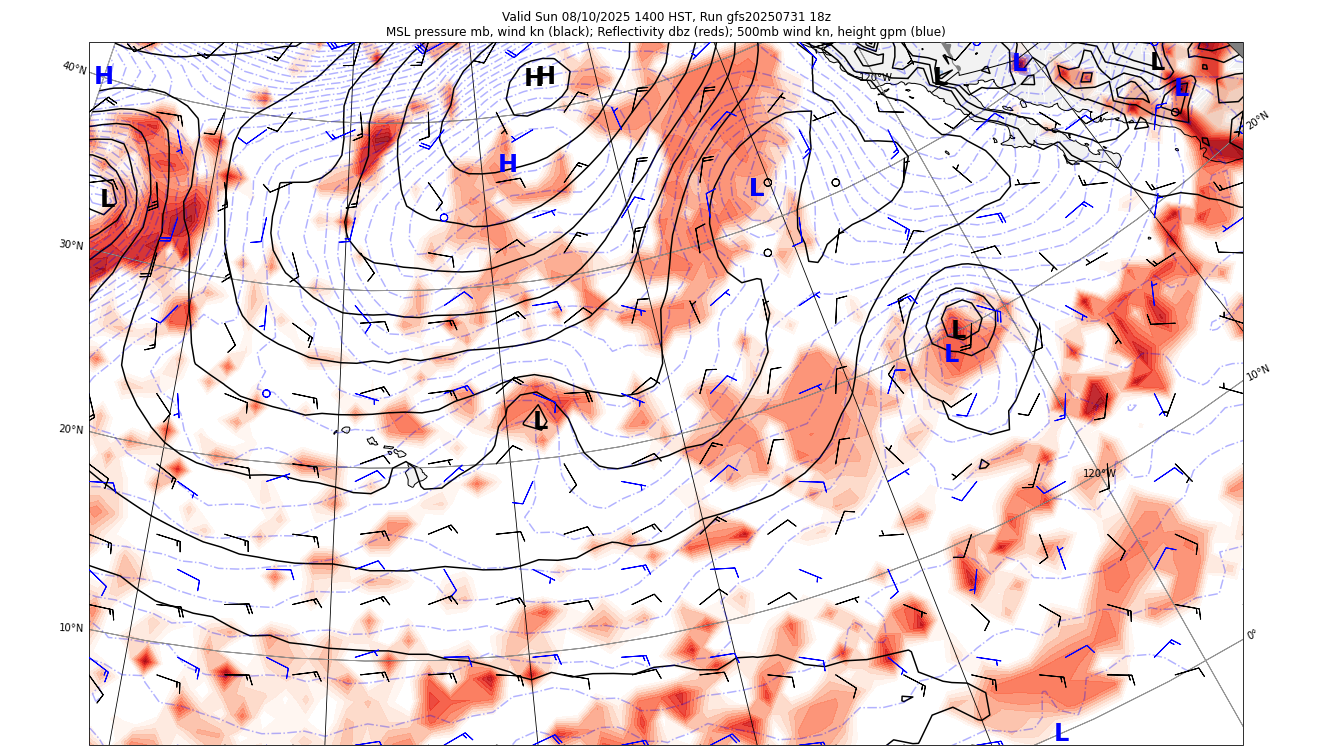 Valid Sun 08/10/2025 1400 HST, Run gfs20250731 18z
MSL pressure mb, wind kn (black); Reflectivity dbz (reds); 500mb wind kn, height gpm (blue)
40°N
H
H
H
L
L
L
L
120°W
20°N
H
L
L
30°N
L
L
10°N
L
20°N
120°W
10°N
0°
L